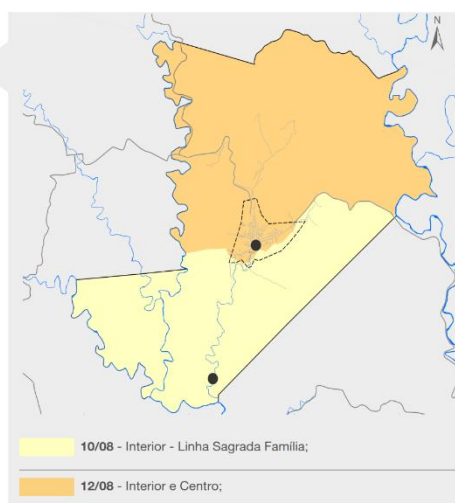 N
10/08 - Interior - Linha Sagrada Família;
12/08 - Interior e Centro;